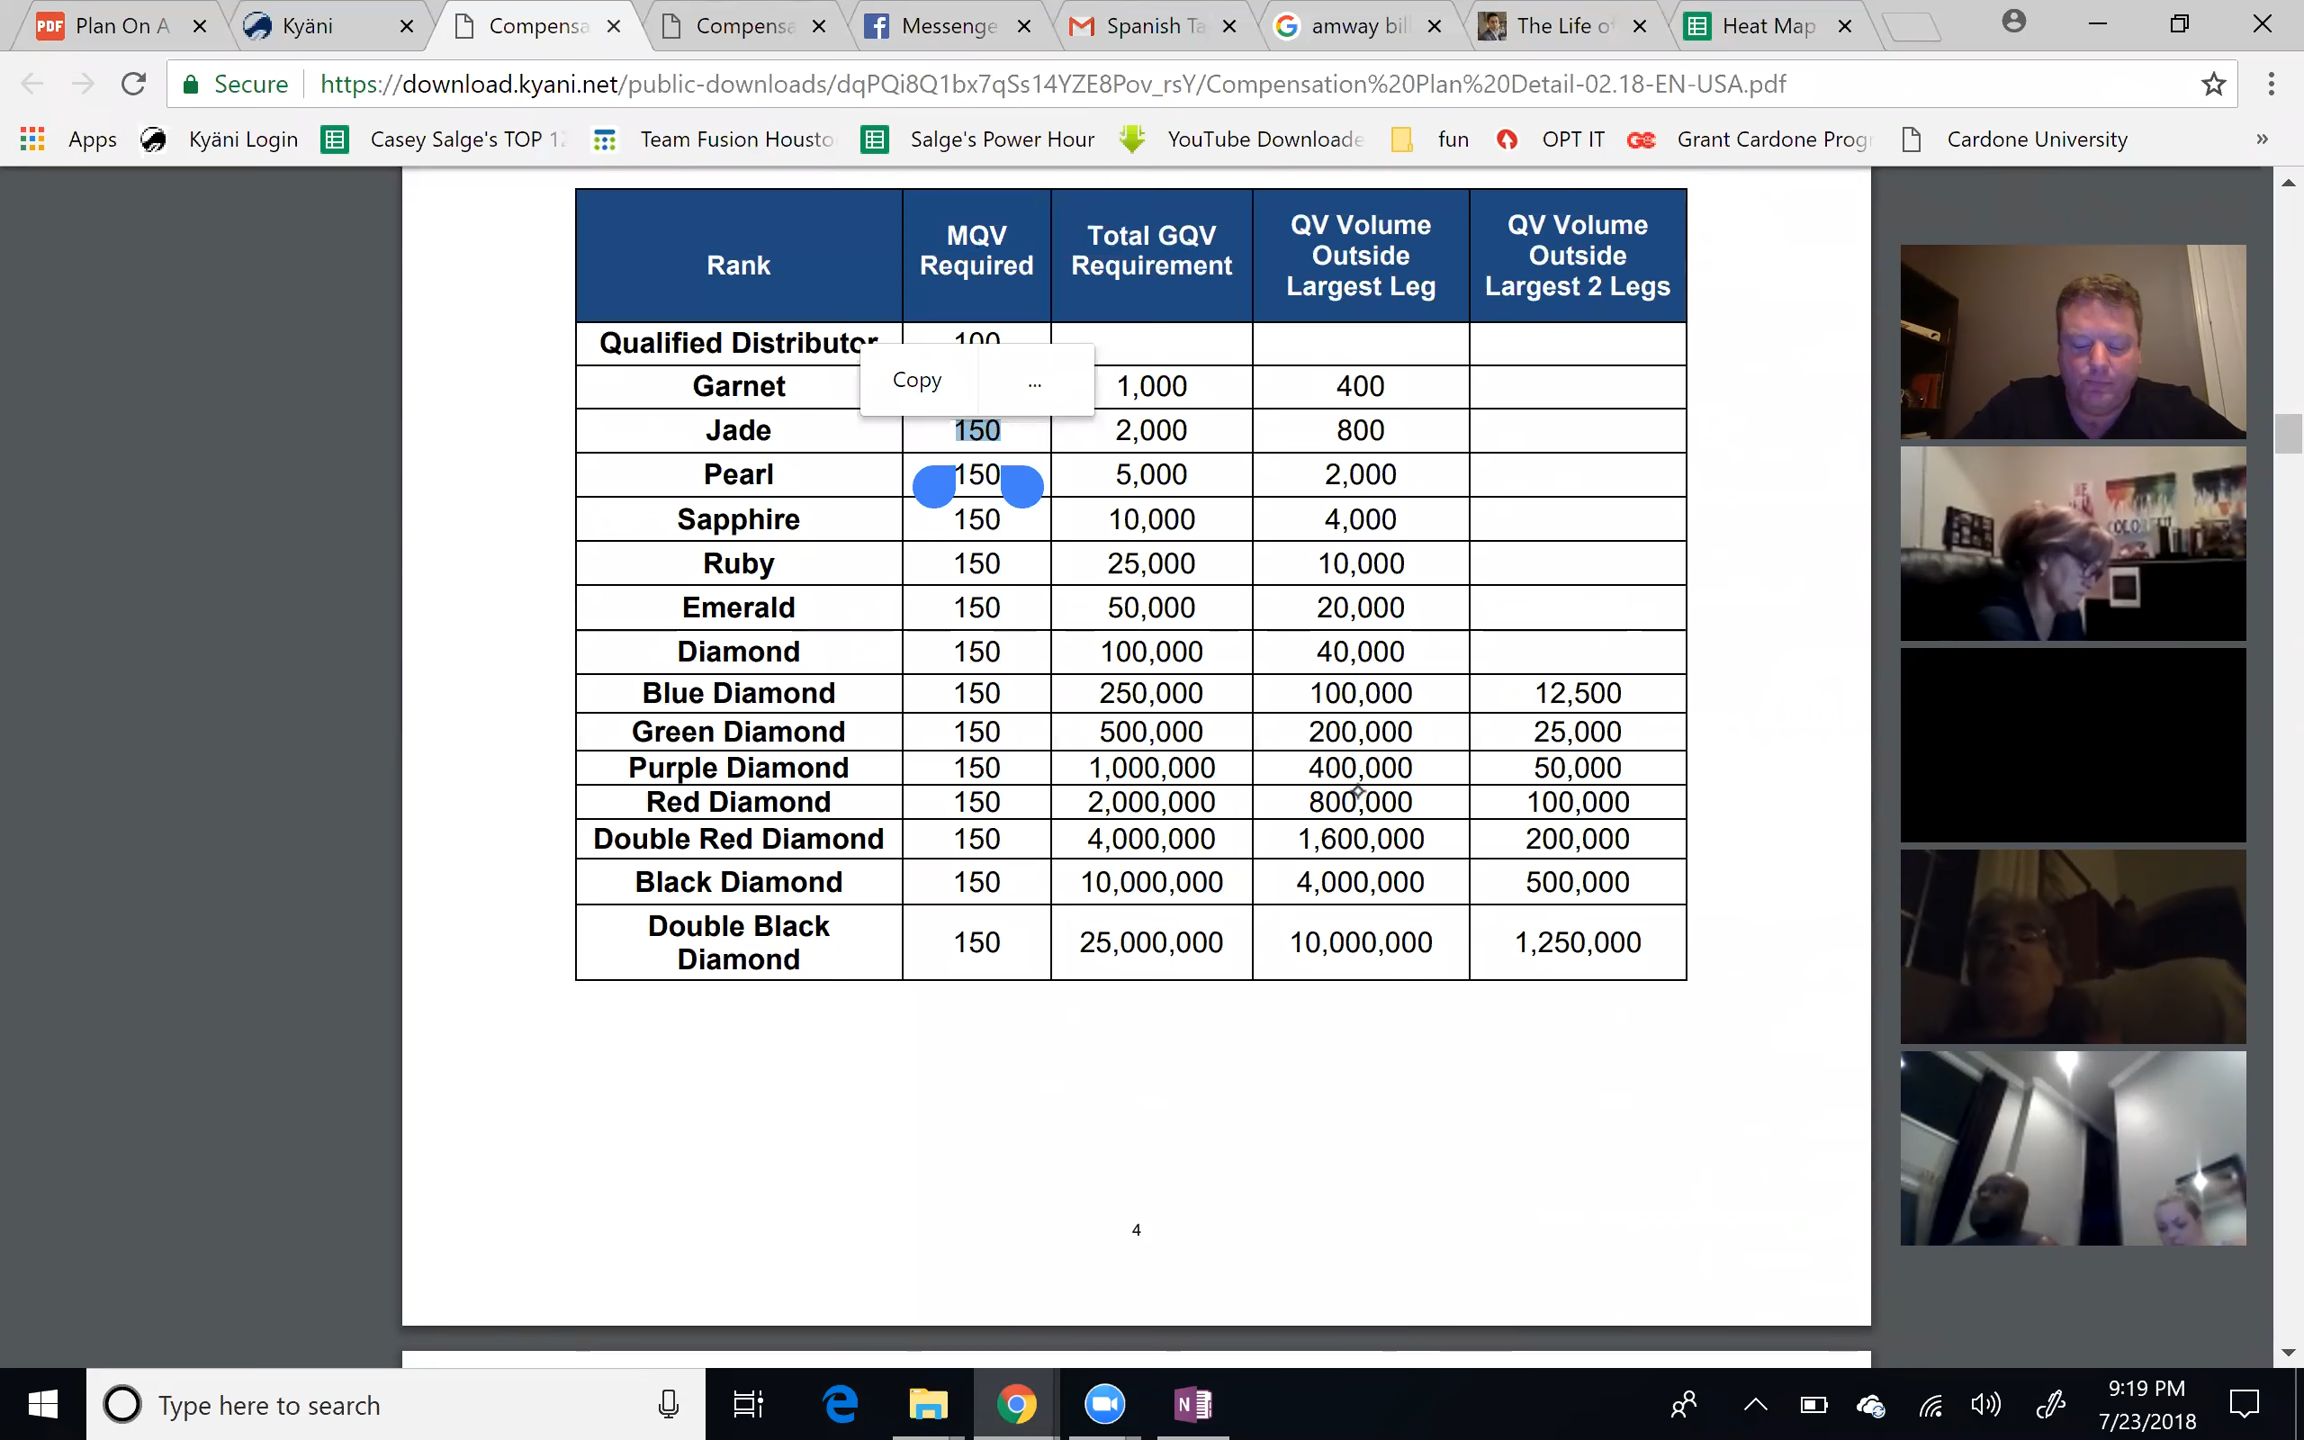 PDF Plan On A
Kyäni
Compensa
Compensa
Messenge
Spanish Ta
amway bil
The Life o
Heat Map
Secure
https://download.kyani.net/public-downloads/dqPQi8Q1bx7qSs14YZE8Pov_rsY/Compensation%20Plan%20Detail-02.18-EN-USA.pdf
Apps
Kyäni Login
Casey Salge's TOP 12
Team Fusion Housto
Salge's Power Hour
YouTube Downloade
fun
OPT IT
Grant Cardone Prog
Cardone University
»
Rank
MQV
Required
Total GQV
Requirement
QV Volume
Outside
Largest Leg
QV Volume
Outside
Largest 2 Legs
Qualified Distributor 100
Garnet 1,000 400
Copy ...
Jade 150 2,000 800
Pearl 150 5,000 2,000
Sapphire 150 10,000 4,000
Ruby 150 25,000 10,000
Emerald 150 50,000 20,000
Diamond 150 100,000 40,000
Blue Diamond 150 250,000 100,000 12,500
Green Diamond 150 500,000 200,000 25,000
Purple Diamond 150 1,000,000 400,000 50,000
Red Diamond 150 2,000,000 800,000 100,000
Double Red Diamond 150 4,000,000 1,600,000 200,000
Black Diamond 150 10,000,000 4,000,000 500,000
Double Black
Diamond 150 25,000,000 10,000,000 1,250,000
4
Type here to search
9:19 PM
7/23/2018